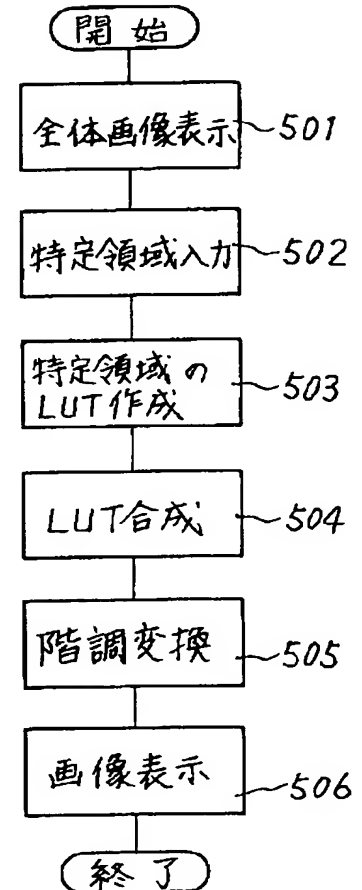 開始
全体画像表示 501
特定領域入力 502
特定領域の
LUT作成 503
LUT合成 504
階調変換 505
画像表示 506
終了